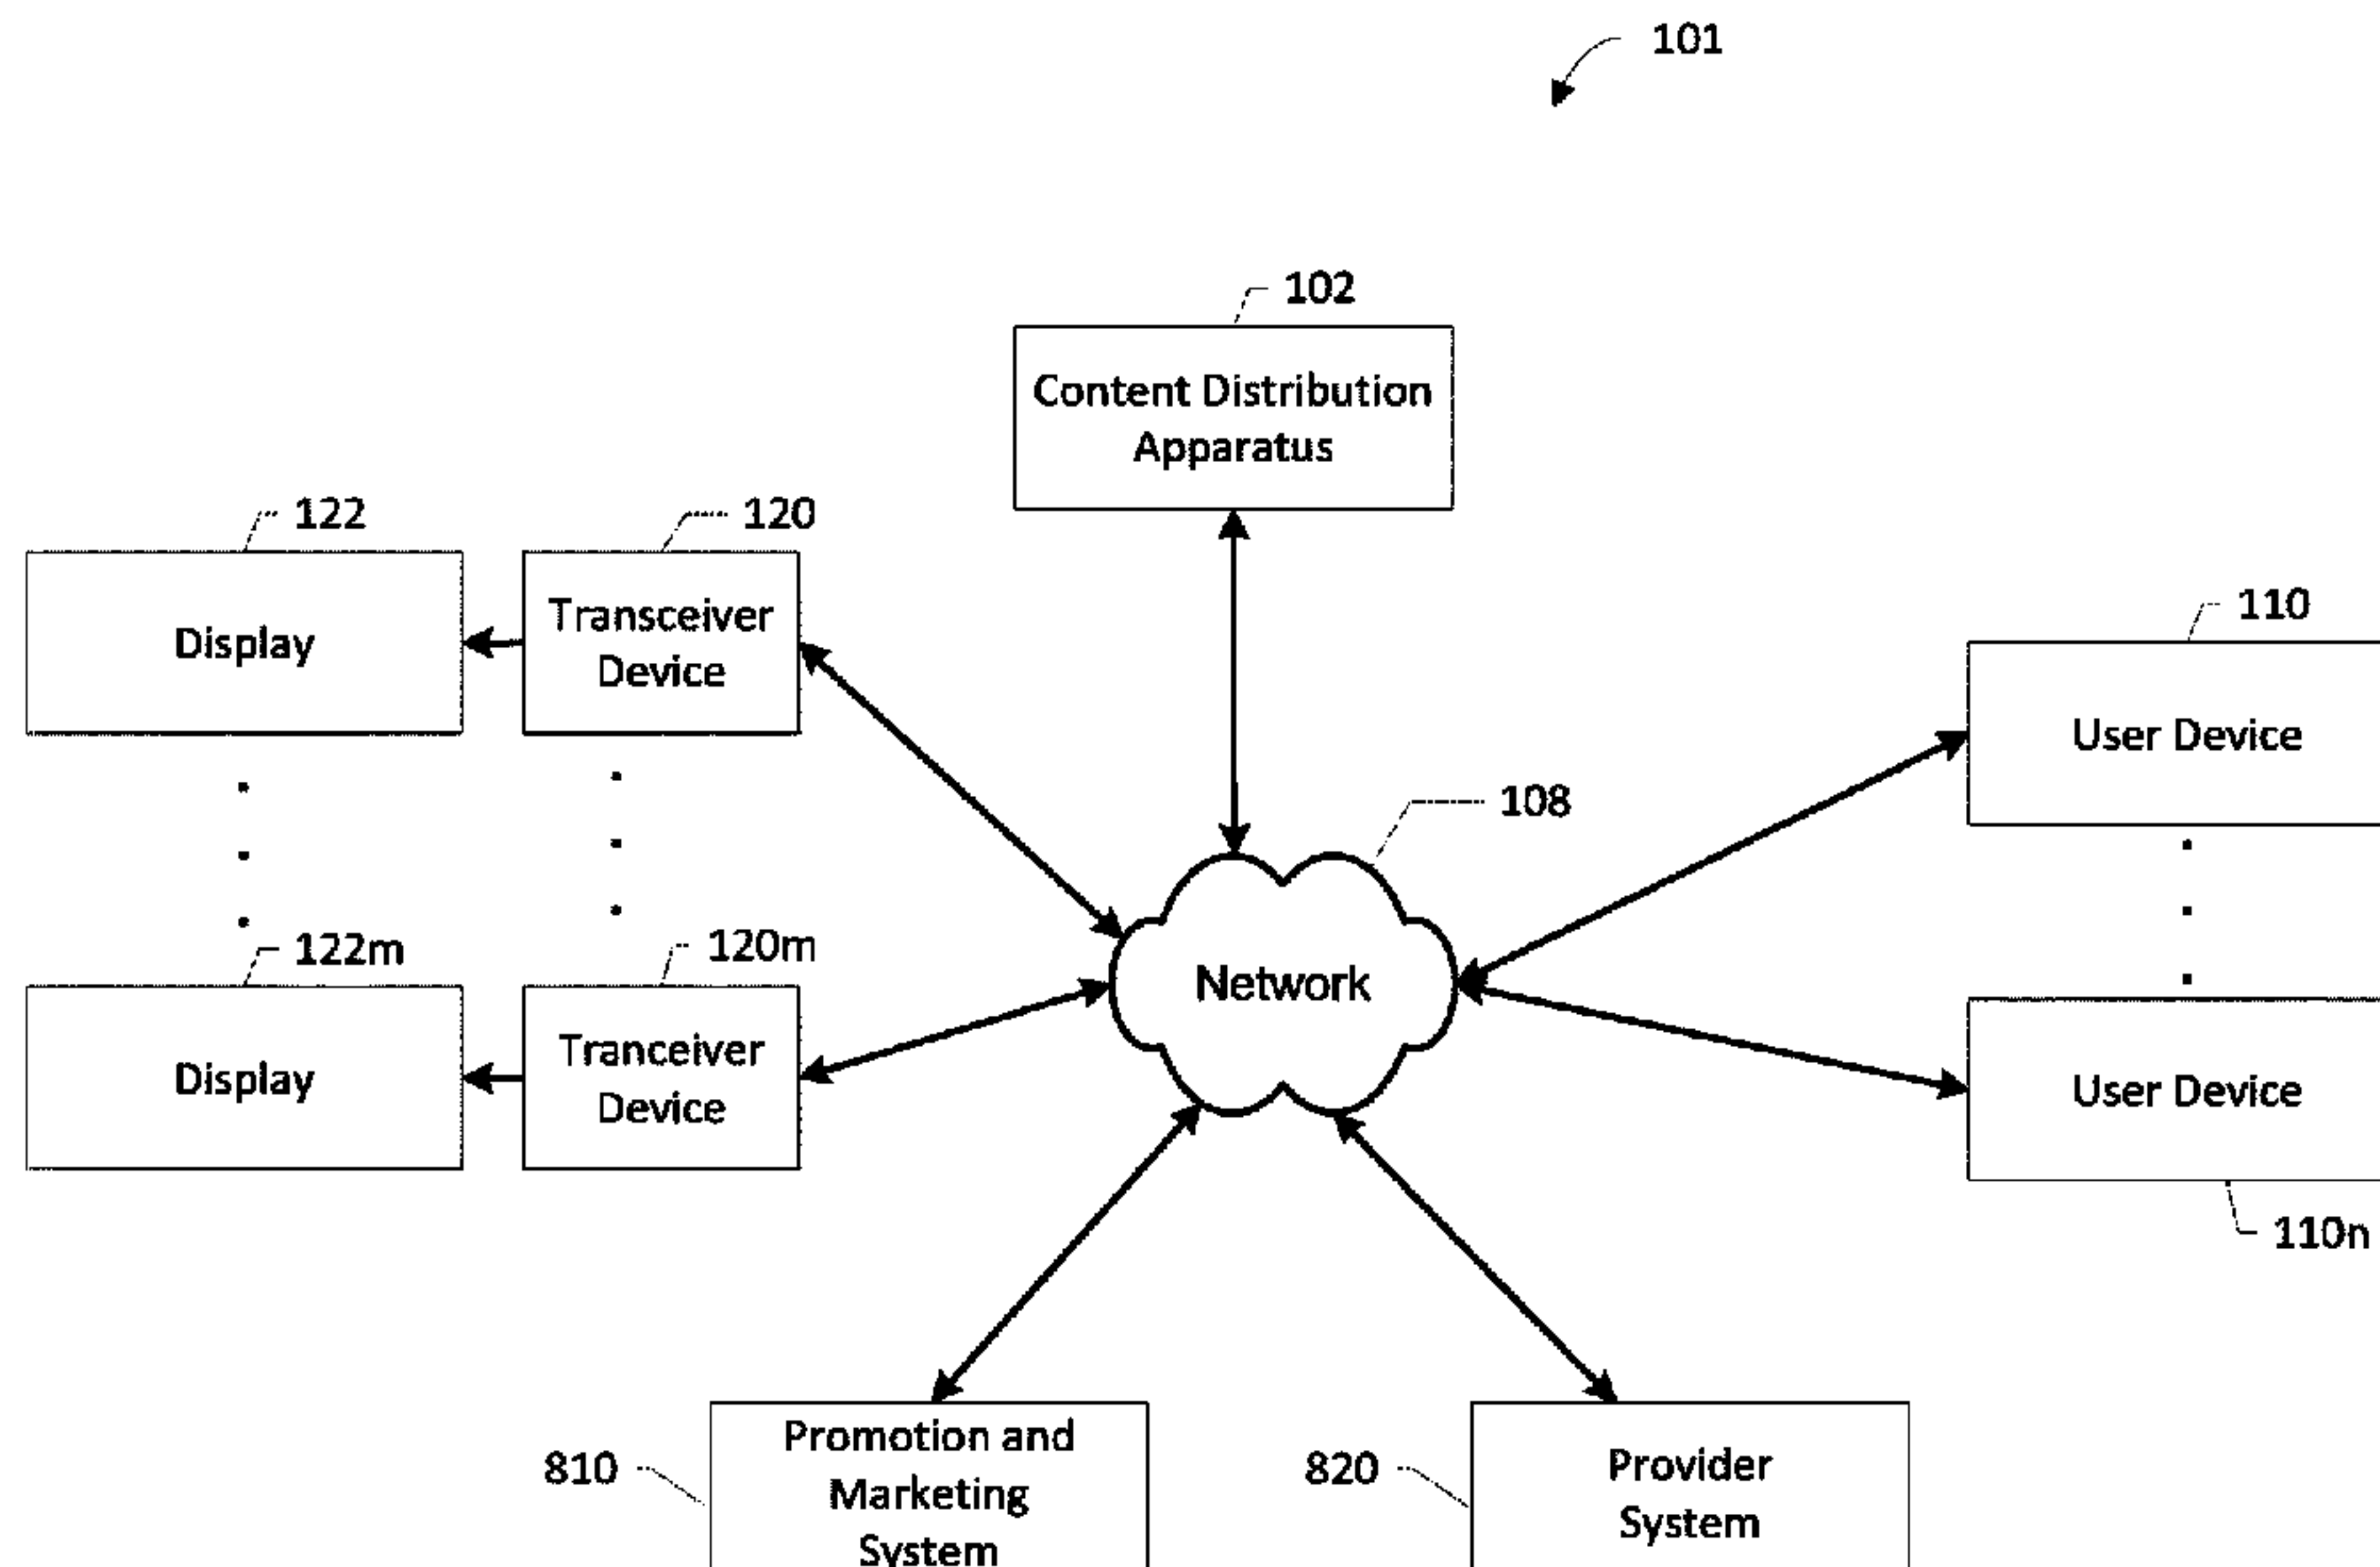 101
102
Content Distribution
Apparatus
122
120
Display
Transceiver
Device
110
User Device
108
122m
120m
Network
Display
Tranceiver
Device
User Device
110n
810
Promotion and
Marketing
System
820
Provider
System